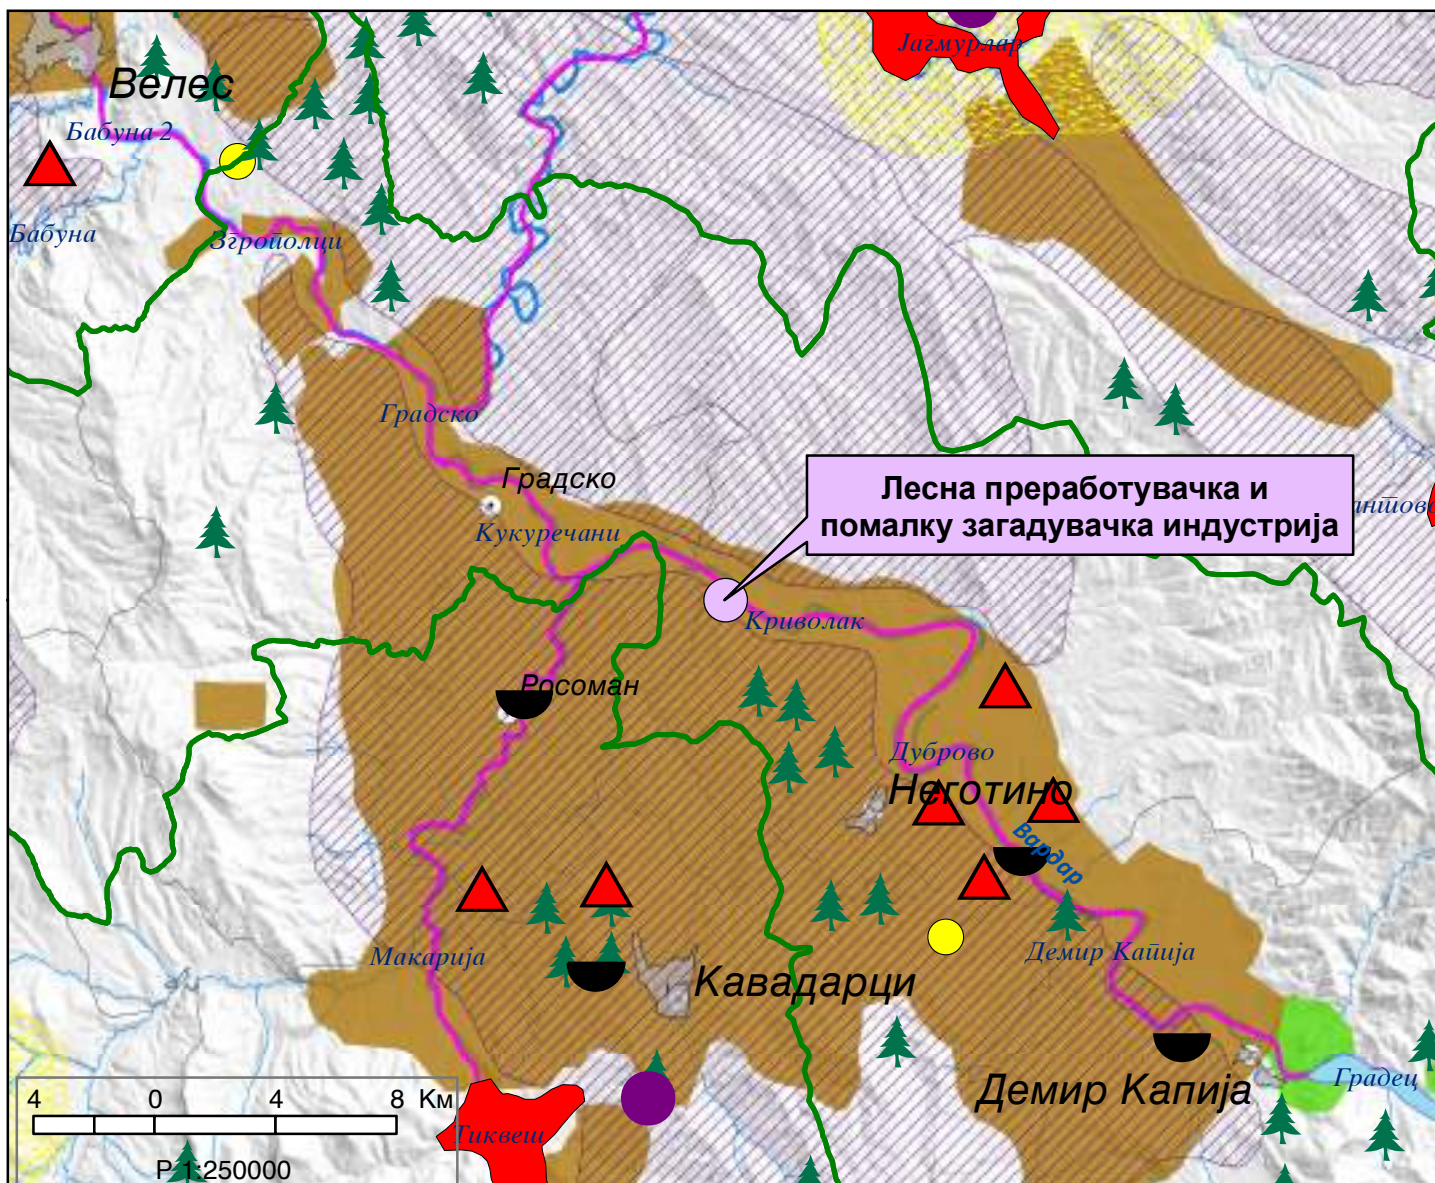 Јагмурлар
Велес
Бабуна 2
Бабуна
Згрополци
Градско
Градско
Кукуречани
Лесна преработувачка и
помалку загадувачка индустрија
Криволак
Росоман
Дуброво
Неготино
Вардар
Макарија
Демир Капија
Кавадарци
Демир Капија
Градец
Тиквеш
4 0 4 8 Км
Р 1:250000